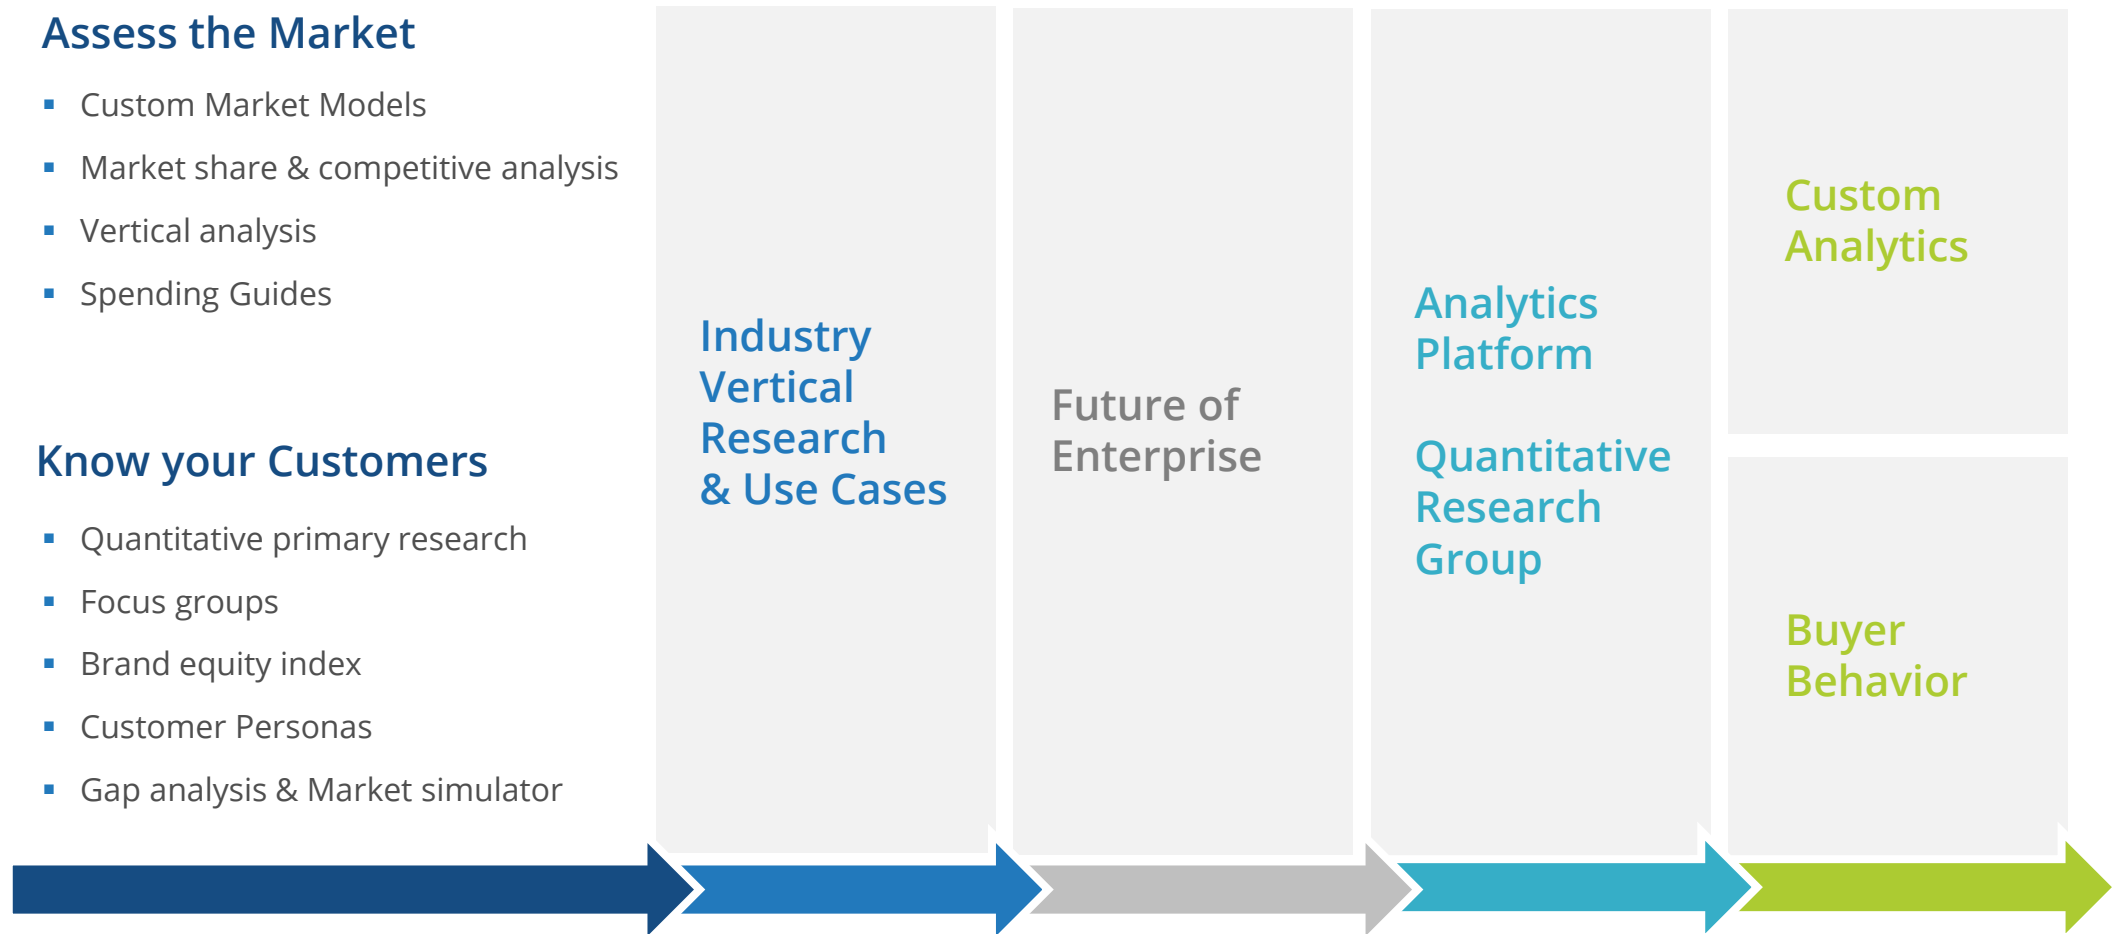 Assess the Market
Custom Market Models
Market share & competitive analysis
Vertical analysis
Spending Guides
Know your Customers
Quantitative primary research
Focus groups
Brand equity index
Customer Personas
Gap analysis & Market simulator
Industry
Vertical
Research
& Use Cases
Future of
Enterprise
Analytics
Platform
Quantitative
Research
Group
Custom
Analytics
Buyer
Behavior